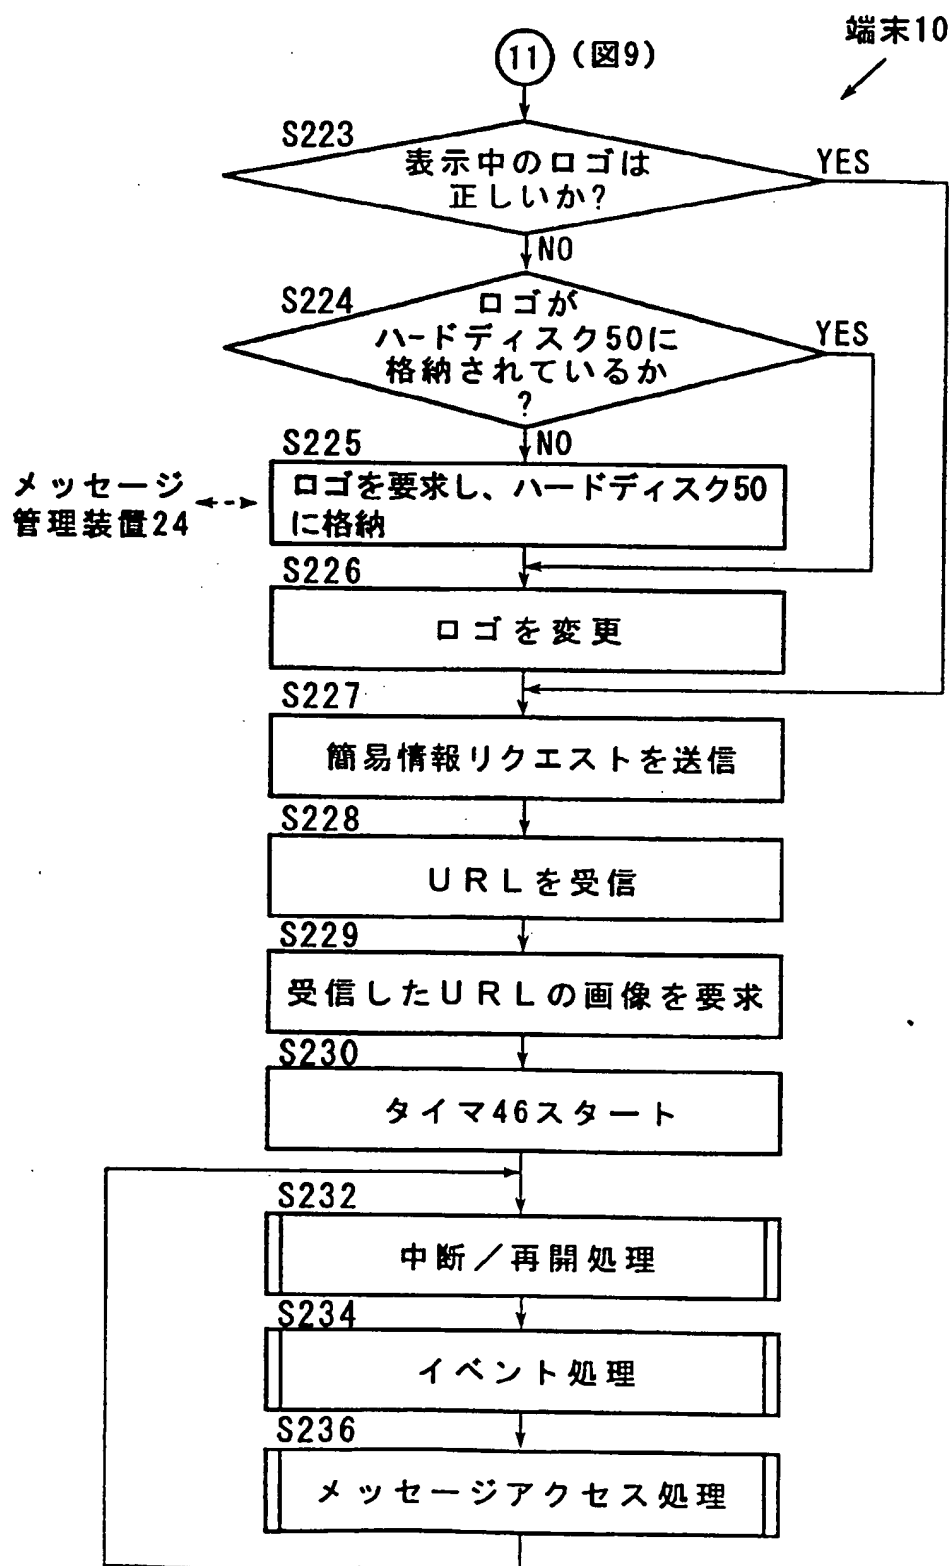 端末10
11 (図9)
S223
表示中のロゴは
正しいか?
YES
NO
S224
ロゴが
ハードディスク50に
格納されているか
?
YES
NO
S225
メッセージ
管理装置24
ロゴを要求し、ハードディスク50
に格納
S226
ロゴを変更
S227
簡易情報リクエストを送信
S228
URLを受信
S229
受信したURLの画像を要求
S230
タイマ46スタート
S232
中断/再開処理
S234
イベント処理
S236
メッセージアクセス処理